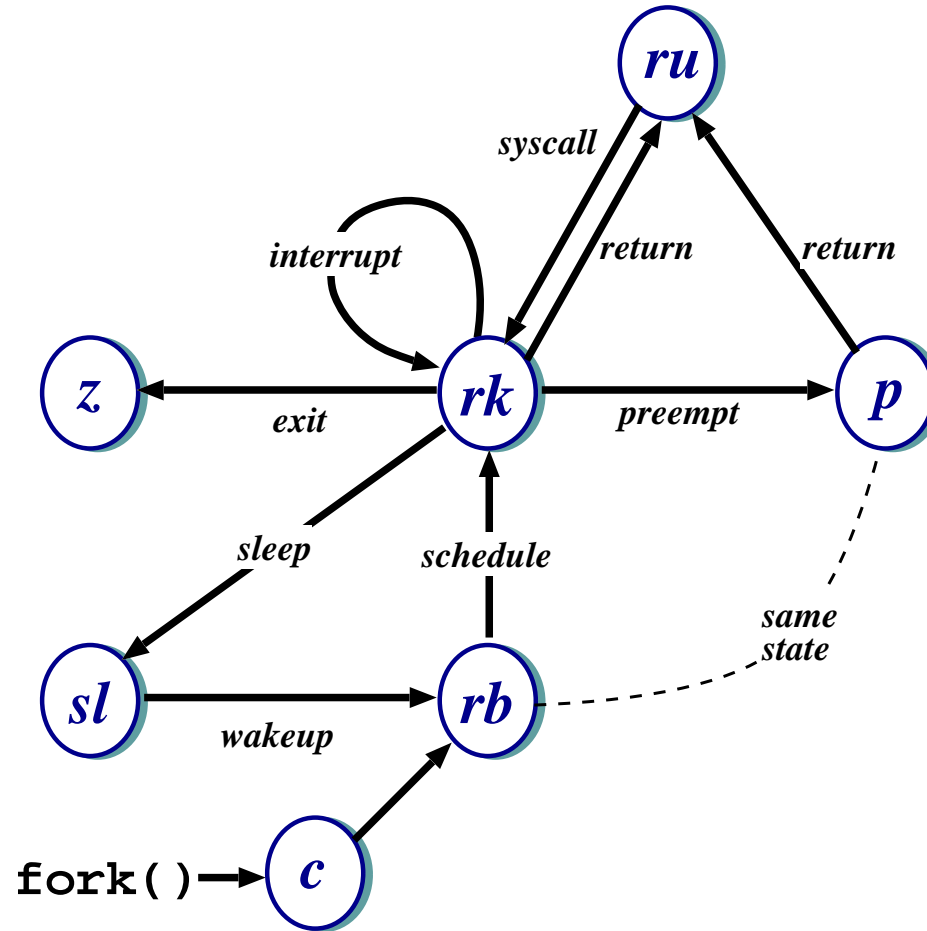 ru
syscall
interrupt
return
return
z
rk
p
exit
preempt
sleep
schedule
same
state
sl
rb
wakeup
fork()
c